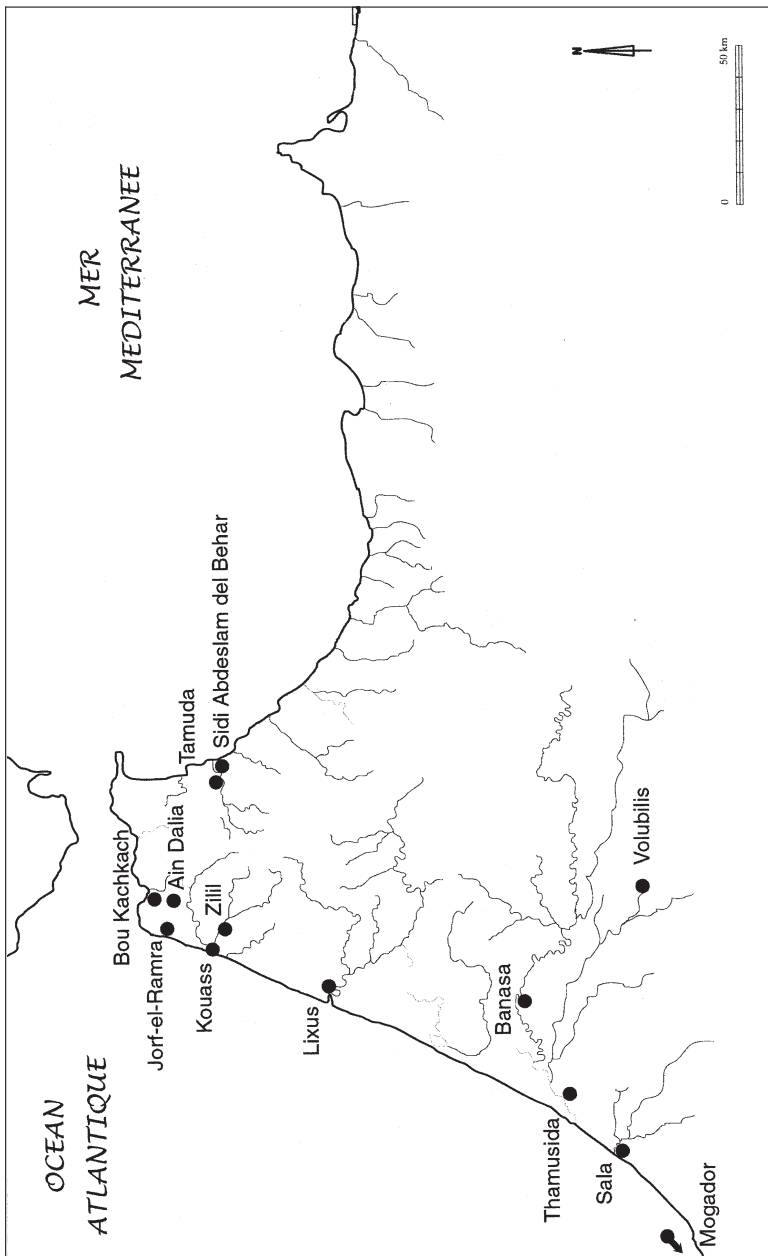 OCEAN
ATLANTIQUE
MER
MEDITERRANEE
Bou Kachkach
Jorf-el-Ramra
Ain Dalia
Tamuda
Sidi Abdeslam del Behar
Kouass
Zilil
Lixus
Banasa
Volubilis
Thamusida
Sala
Mogador
N
0
50 km